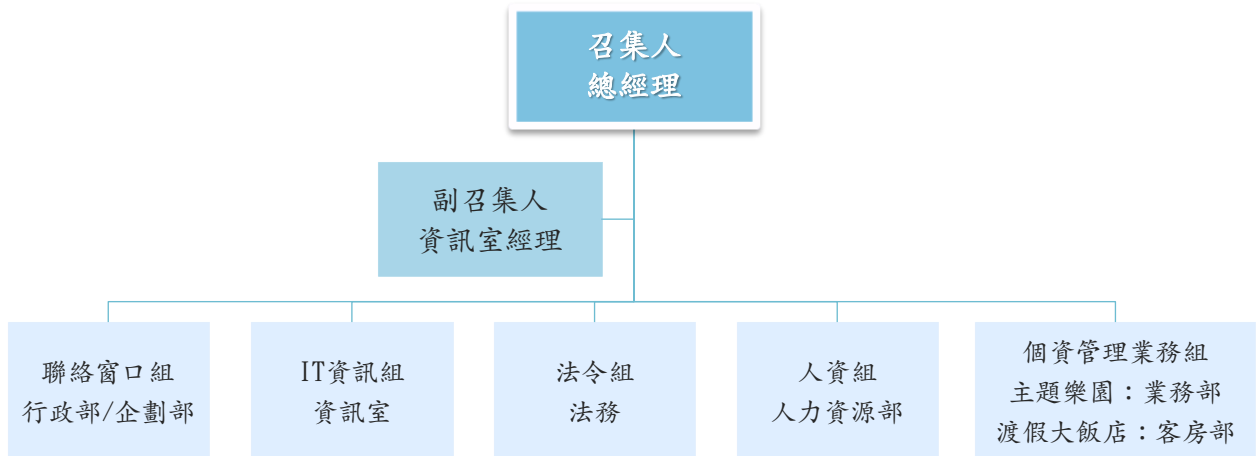 召集人
總經理
副召集人
資訊室經理
聯絡窗口組
行政部/企劃部
IT資訊組
資訊室
法令組
法務
人資組
人力資源部
個資管理業務組
主題樂園：業務部
渡假大飯店：客房部